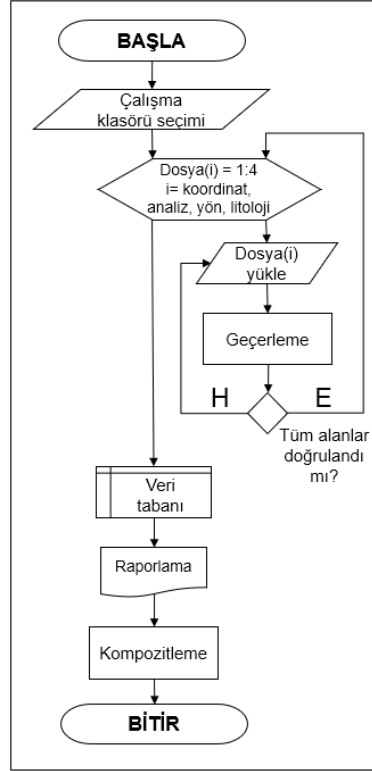 BAŞLA
Çalışma
klasörü seçimi
Dosya(i) = 1:4
i= koordinat,
analiz, yön, litoloji
Dosya(i)
yükle
Geçerleme
H
E
Tüm alanlar
doğrulandı
mı?
Veri
tabanı
Raporlama
Kompozitleme
BİTİR